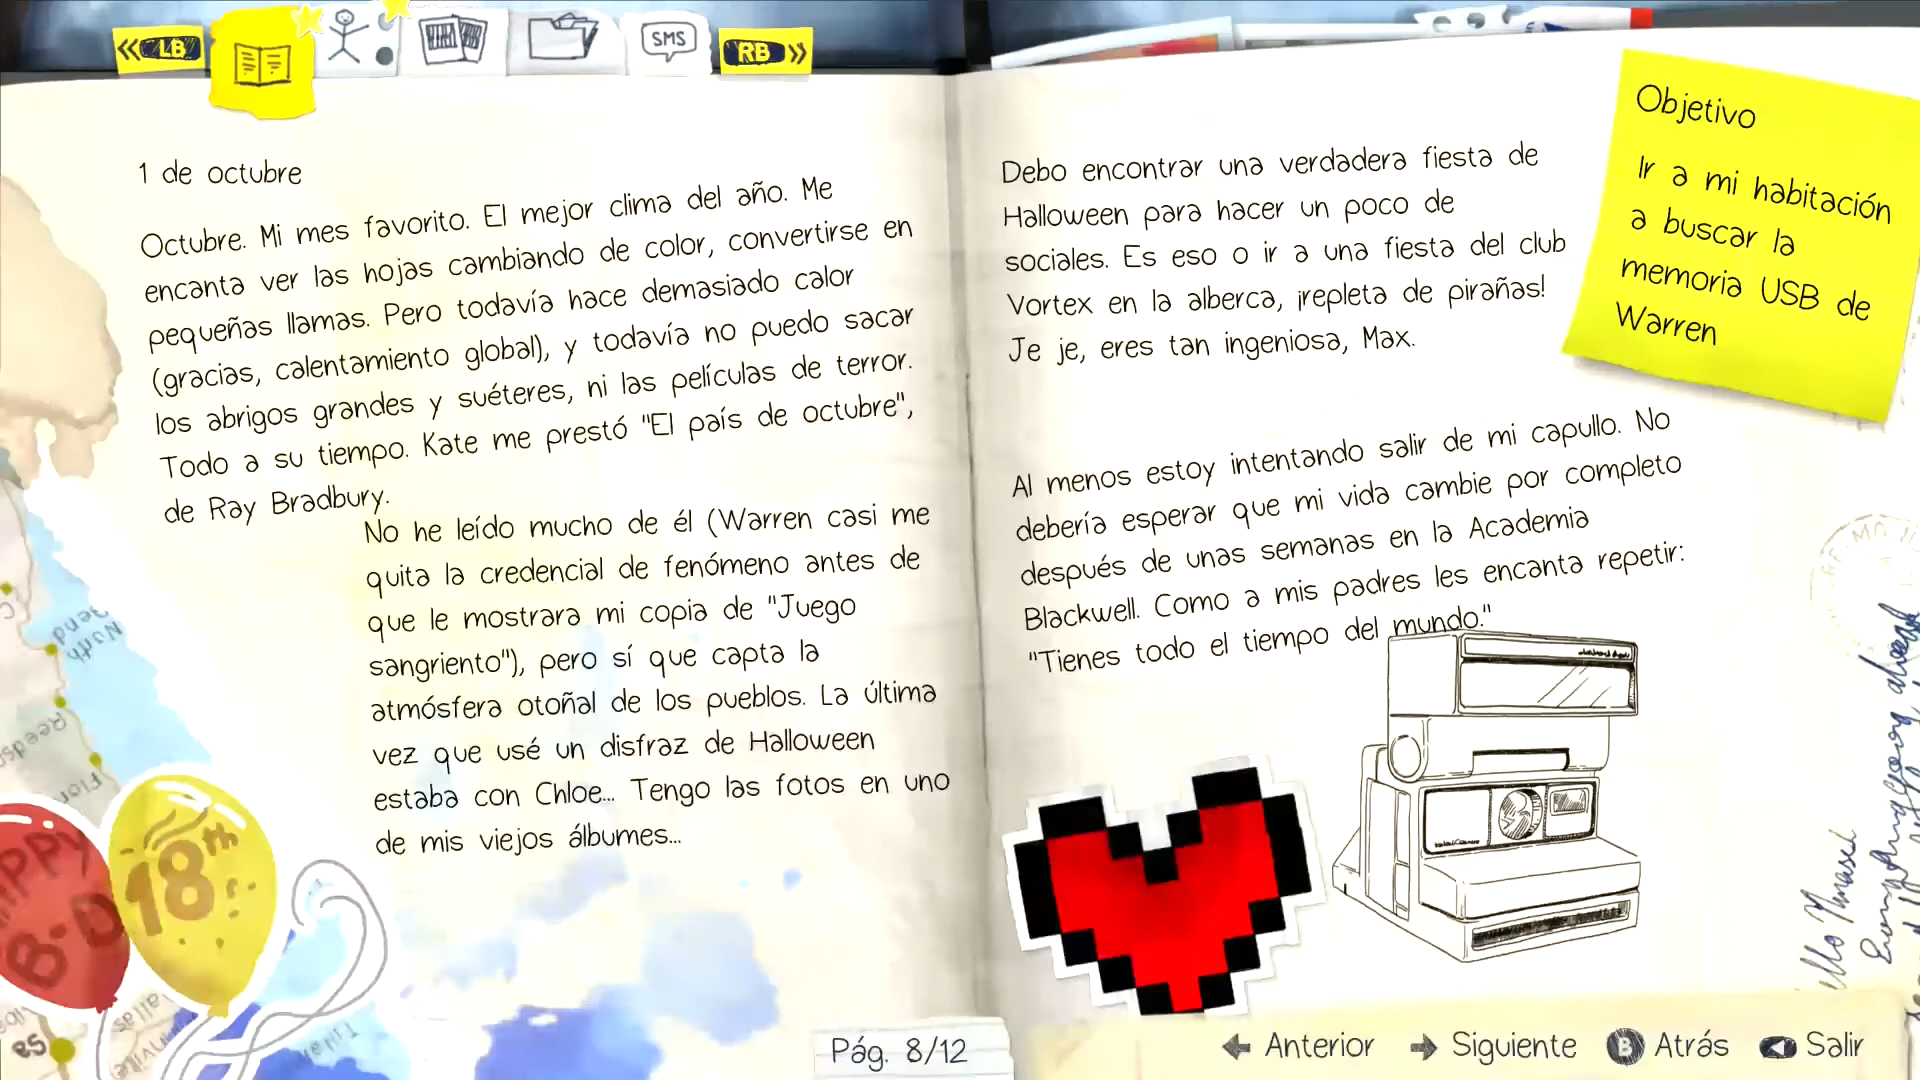 LB
SMS
RB
1 de octubre
Octubre. Mi mes favorito. El mejor clima del año. Me
encanta ver las hojas cambiando de color, convertirse en
pequeñas llamas. Pero todavía hace demasiado calor
(gracias, calentamiento global), y todavía no puedo sacar
los abrigos grandes y suéteres, ni las películas de terror.
Todo a su tiempo. Kate me prestó "El país de octubre",
de Ray Bradbury.
No he leído mucho de él (Warren casi me
quita la credencial de fenómeno antes de
que le mostrara mi copia de "Juego
sangriento"), pero sí que capta la
atmósfera otoñal de los pueblos. La última
vez que usé un disfraz de Halloween
estaba con Chloe... Tengo las fotos en uno
de mis viejos álbumes...
Debo encontrar una verdadera fiesta de
Halloween para hacer un poco de
sociales. Es eso o ir a una fiesta del club
Vortex en la alberca, ¡repleta de pirañas!
Je je, eres tan ingeniosa, Max.
Al menos estoy intentando salir de mi capullo. No
debería esperar que mi vida cambie por completo
después de unas semanas en la Academia
Blackwell. Como a mis padres les encanta repetir:
"Tienes todo el tiempo del mundo."
Objetivo
Ir a mi habitación
a buscar la
memoria USB de
Warren
North
Bend
18th
B-D
Pág. 8/12
Anterior
Siguiente
B Atrás
Salir